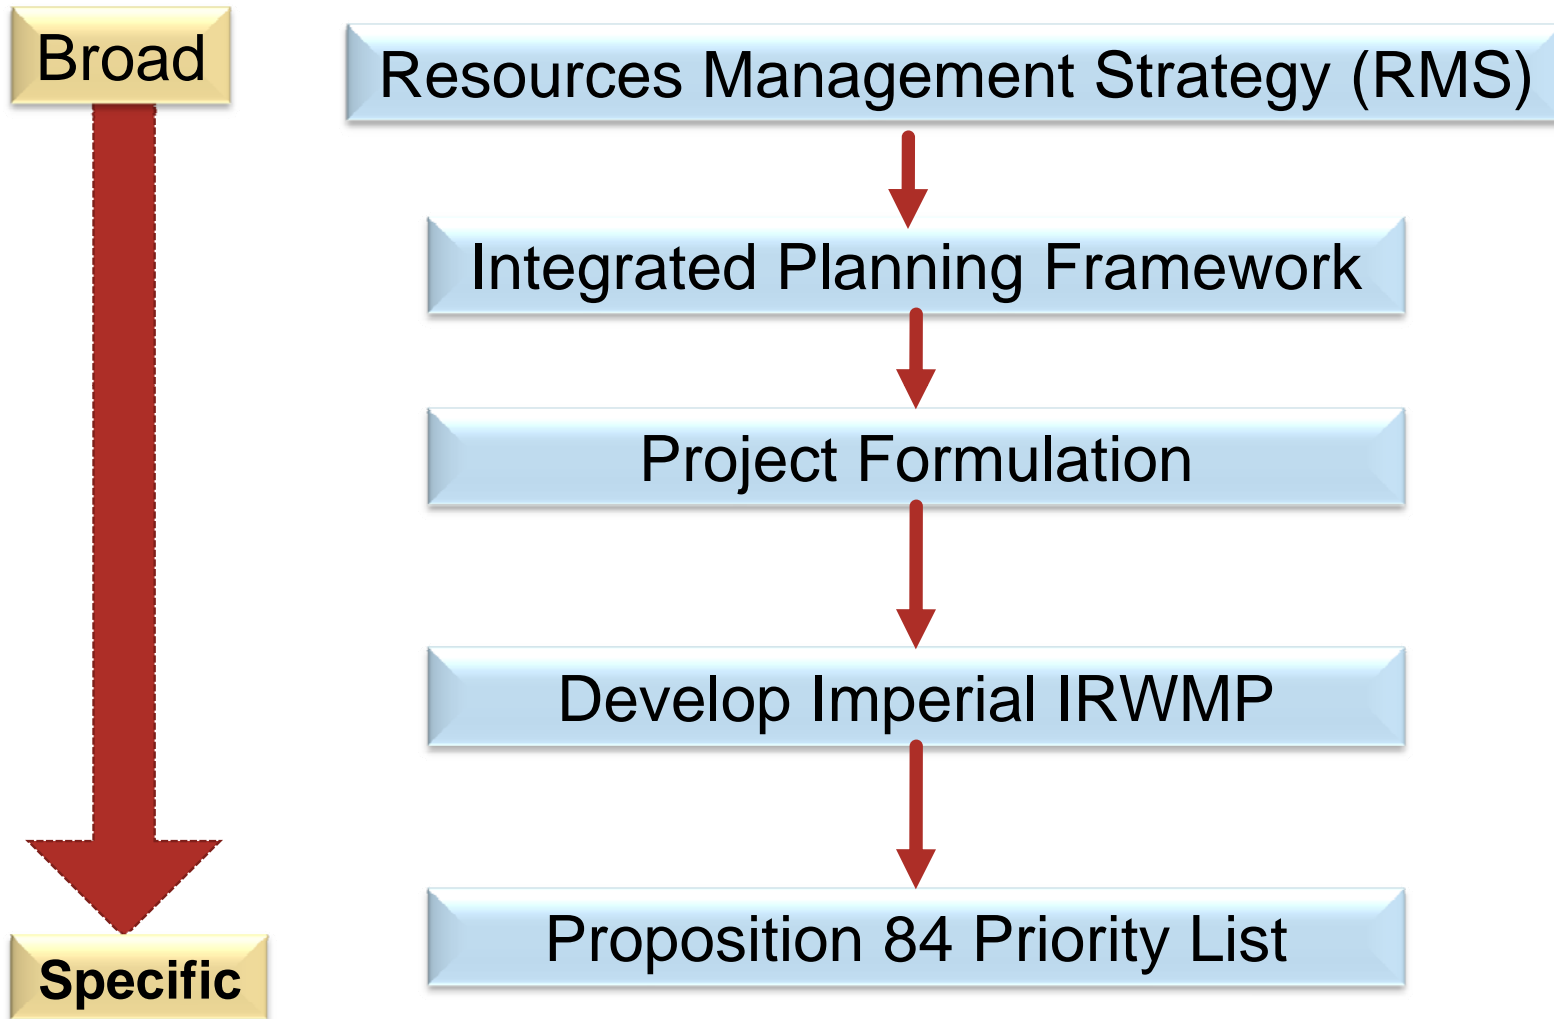 Broad
Resources Management Strategy (RMS)
Integrated Planning Framework
Project Formulation
Develop Imperial IRWMP
Proposition 84 Priority List
Specific